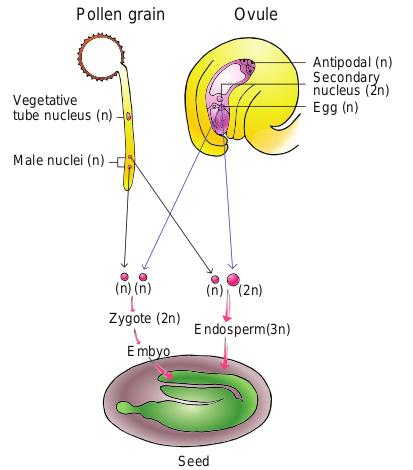 Pollen grain
Ovule
Antipodal (n)
Secondary
nucleus (2n)
Egg (n)
Vegetative
tube nucleus (n)
Male nuclei (n)
(n) (n)
(n) (2n)
Zygote (2n)
Endosperm(3n)
Embyo
Seed